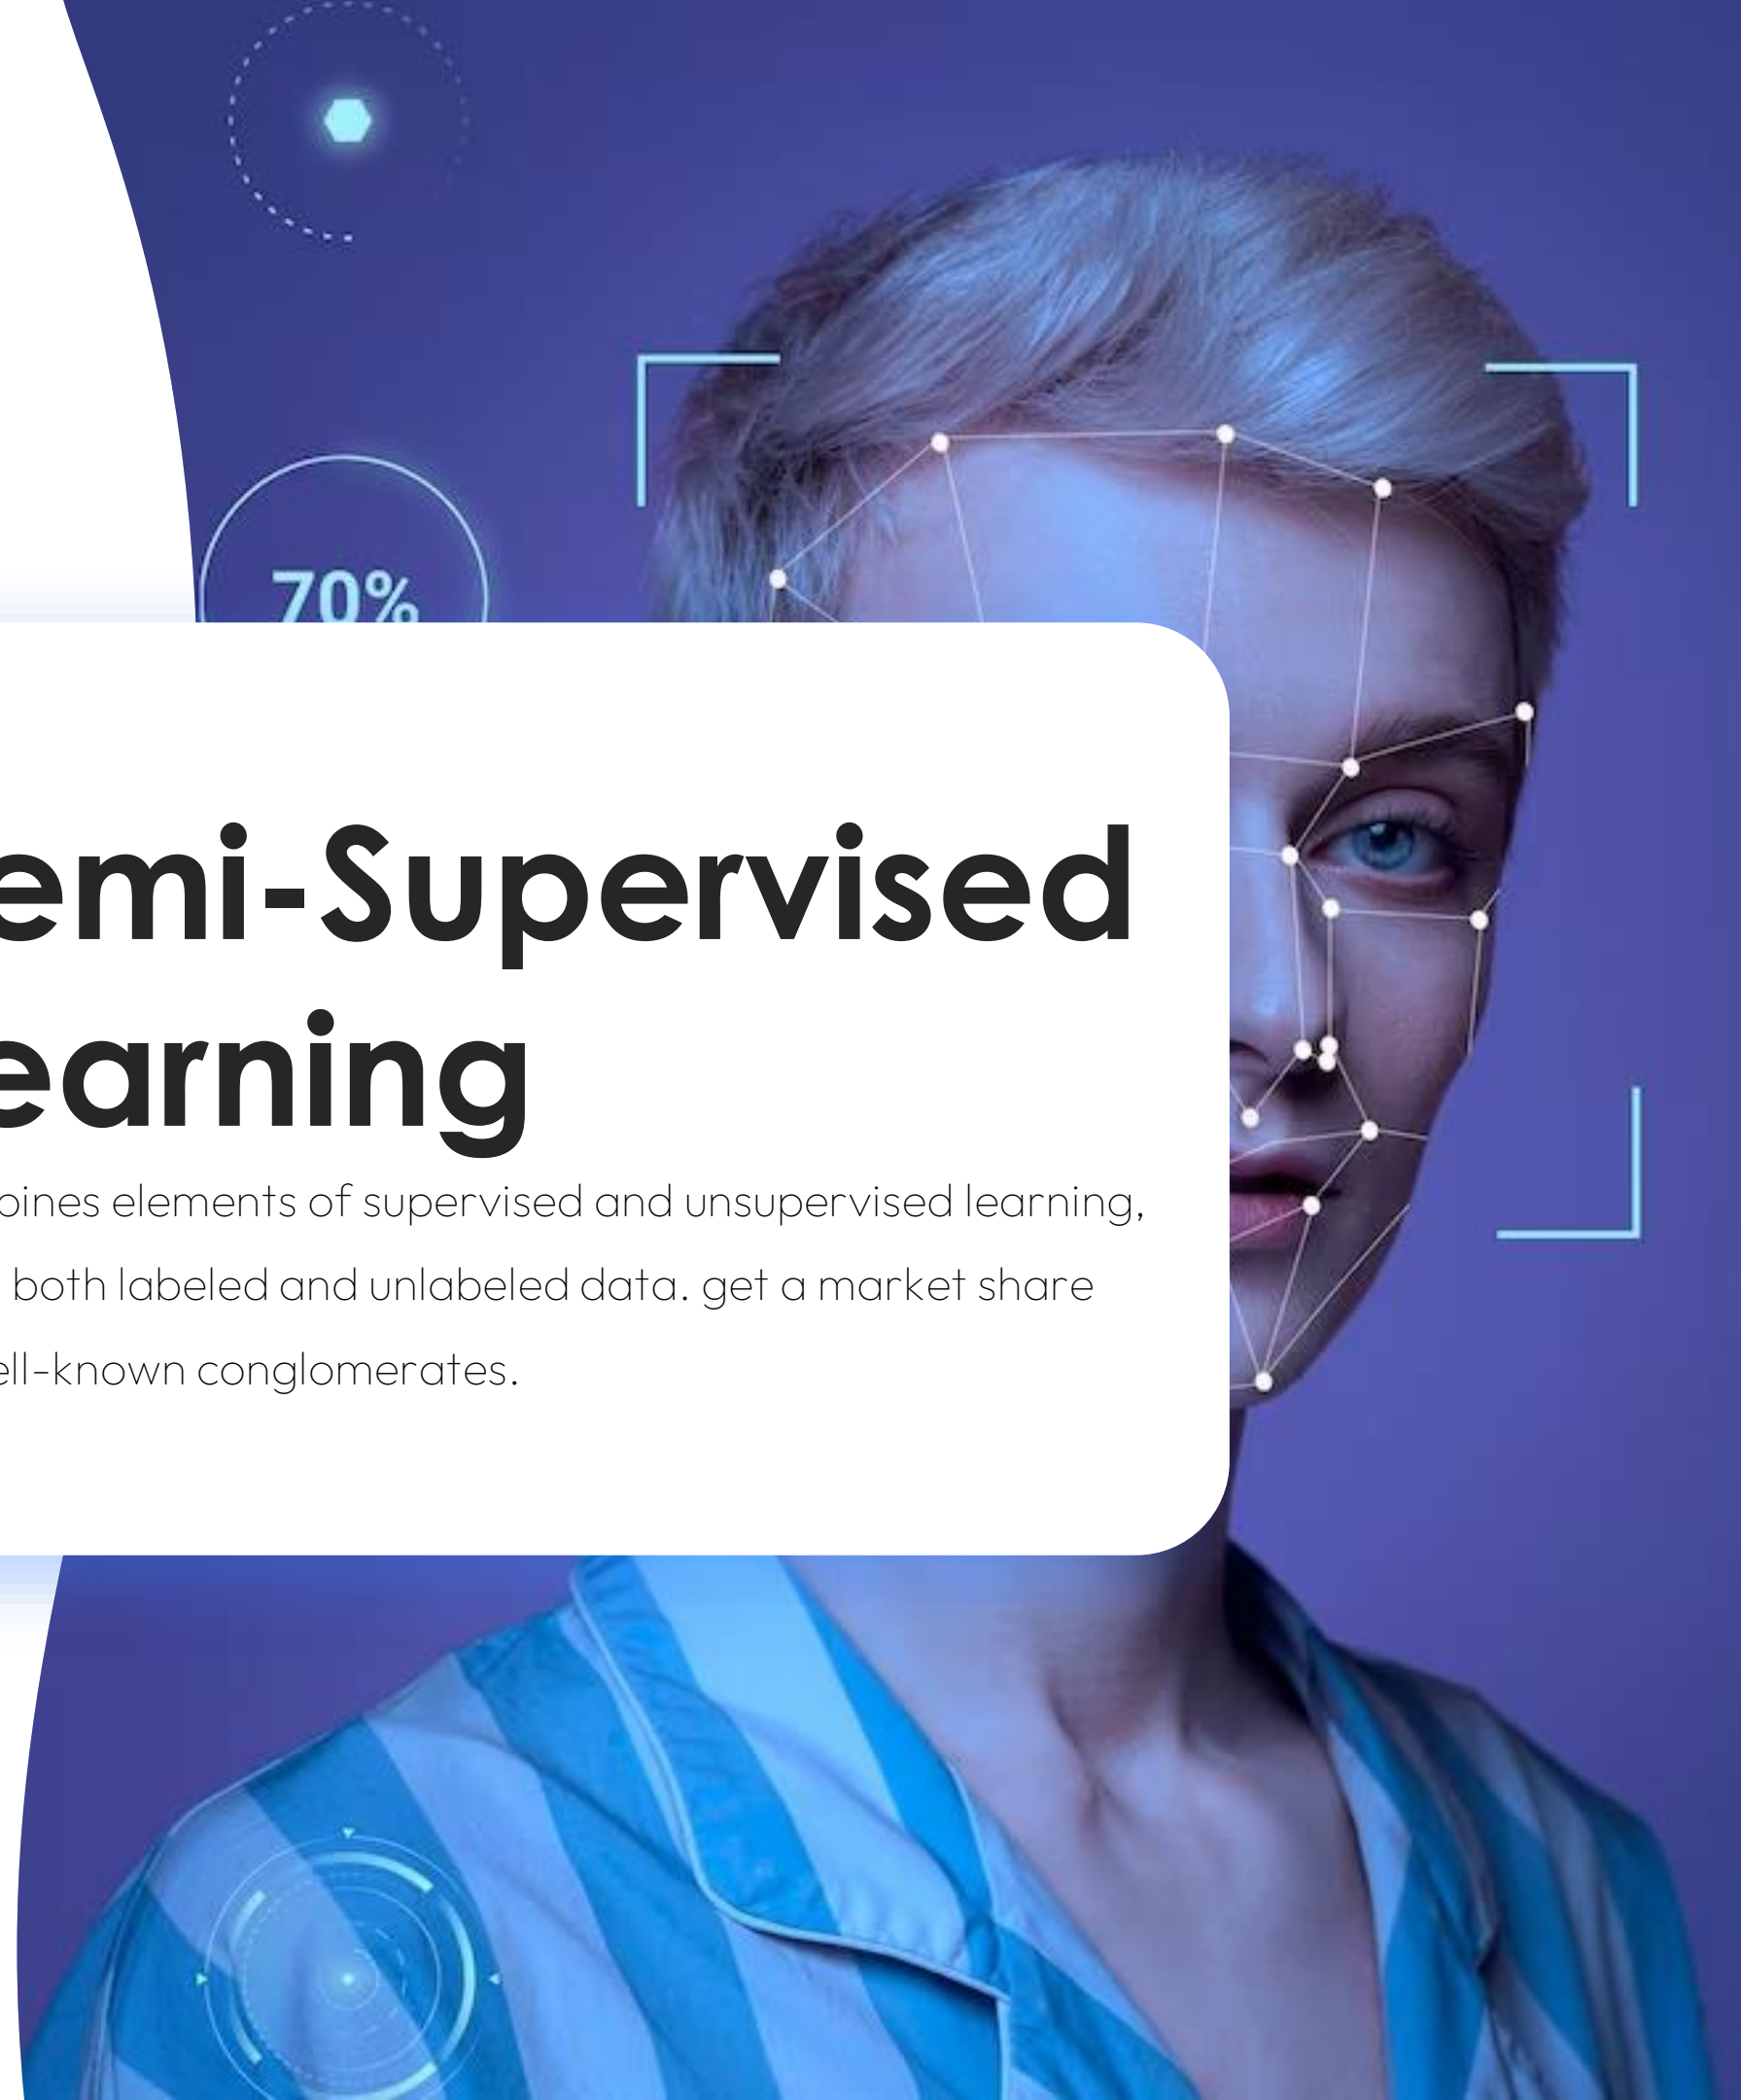 70%
emi-Supervised
earning
bines elements of supervised and unsupervised learning,
both labeled and unlabeled data. get a market share
ell-known conglomerates.